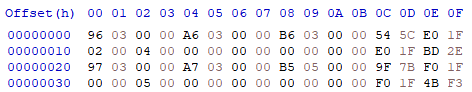 Offset(h) 00 01 02 03 04 05 06 07 08 09 0A 0B 0C 0D 0E 0F
00000000 96 03 00 00 A6 03 00 00 B6 03 00 00 54 5C E0 1F
00000010 02 00 04 00 00 00 00 00 00 00 00 00 E0 1F BD 2E
00000020 97 03 00 00 A7 03 00 00 B5 05 00 00 9F 7B F0 1F
00000030 00 00 05 00 00 00 00 00 00 00 00 00 F0 1F 4B F3